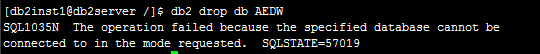 [db2inst1@db2server /]$ db2 drop db AEDW
SQL1035N  The operation failed because the specified database cannot be
connected to in the mode requested.  SQLSTATE=57019